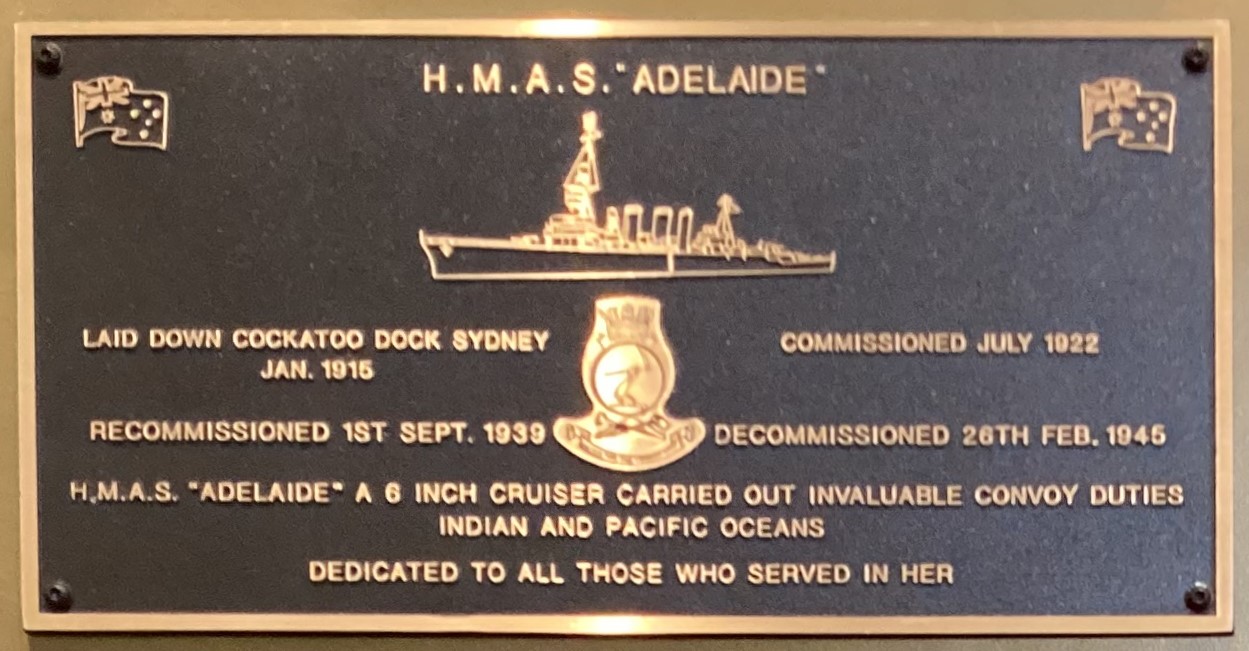 H.M.A.S. "ADELAIDE"
LAID DOWN COCKATOO DOCK SYDNEY
JAN. 1915
COMMISSIONED JULY 1922
RECOMMISSIONED 1ST SEPT. 1939
DECOMMISSIONED 26TH FEB. 1945
H.M.A.S. "ADELAIDE" A 6 INCH CRUISER CARRIED OUT INVALUABLE CONVOY DUTIES
INDIAN AND PACIFIC OCEANS
DEDICATED TO ALL THOSE WHO SERVED IN HER